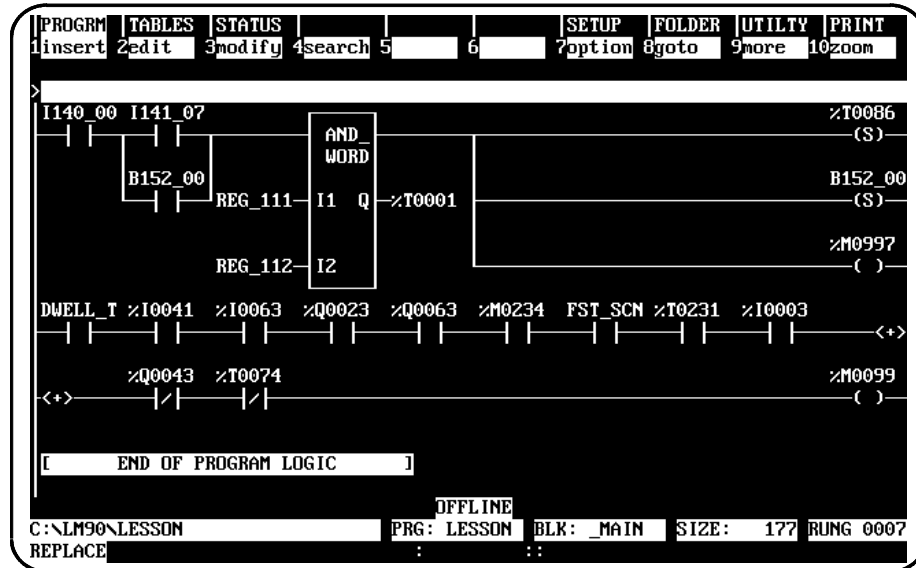 PROGRM TABLES STATUS SETUP FOLDER UTILTY PRINT
1insert 2edit 3modify 4search 5 6 7option 8goto 9more 10zoom
>
I140_00 I141_07 %T0086
AND_ (S)
WORD
B152_00 B152_00
REG_111 I1 Q %T0001 (S)
%M0997
REG_112 I2 ( )
DWELL_T %I0041 %I0063 %Q0023 %Q0063 %M0234 FST_SCN %T0231 %I0003
<+>
%Q0043 %T0074 %M0099
<+> ( )
[ END OF PROGRAM LOGIC ]
OFFLINE
C:\LM90\LESSON PRG: LESSON BLK: _MAIN SIZE: 177 RUNG 0007
REPLACE : ::